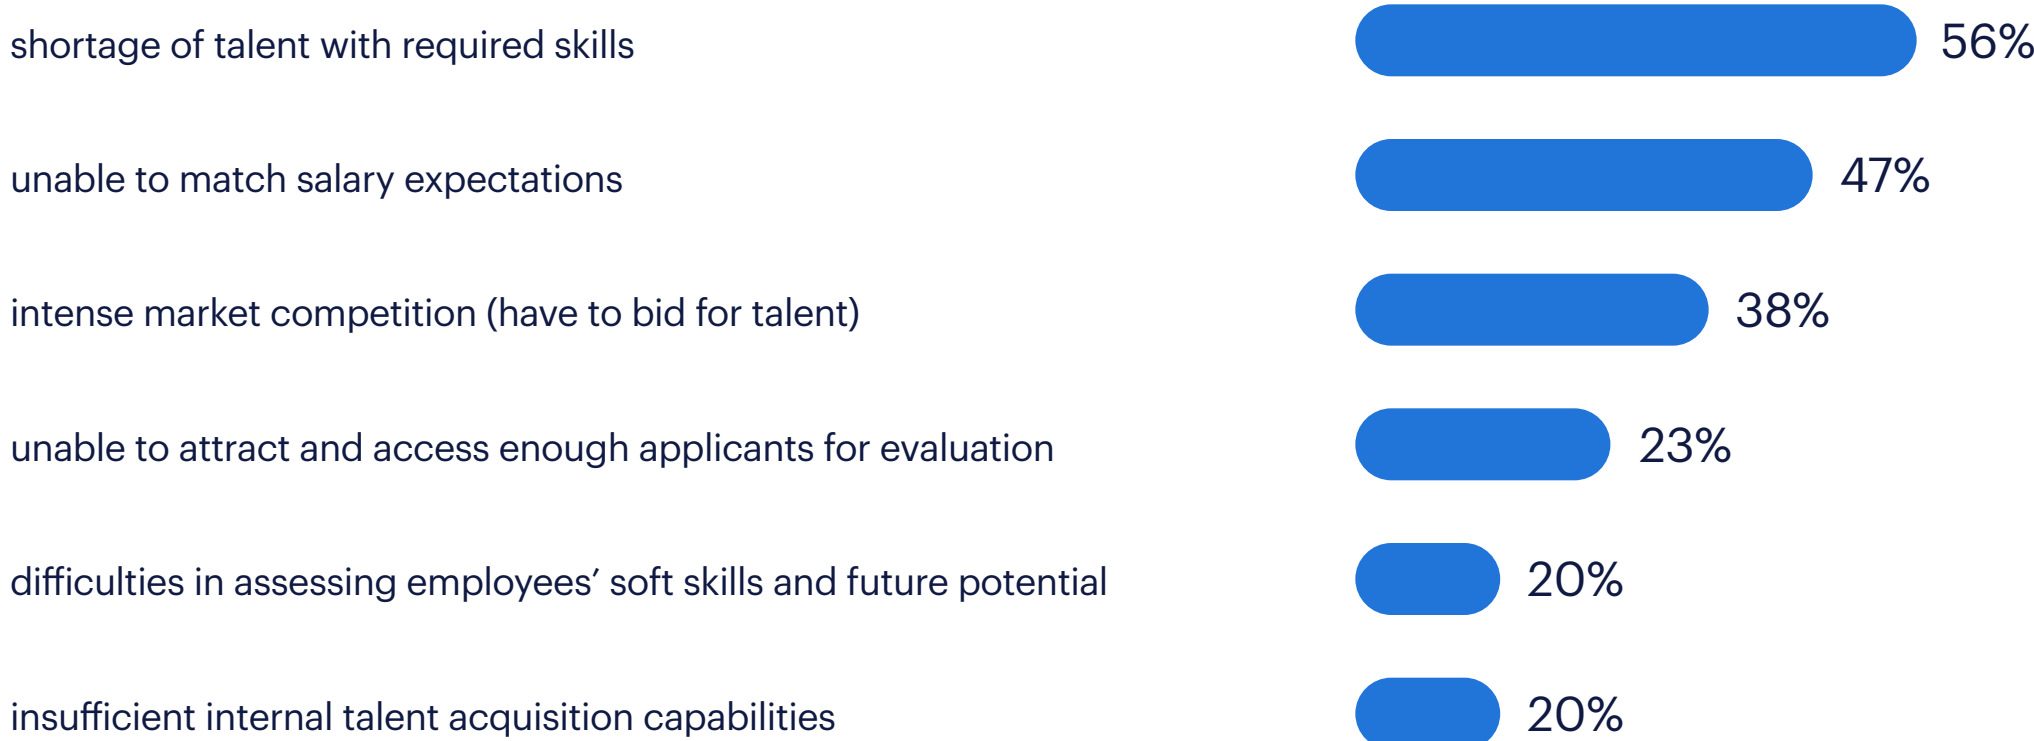 shortage of talent with required skills 56%
unable to match salary expectations 47%
intense market competition (have to bid for talent) 38%
unable to attract and access enough applicants for evaluation 23%
difficulties in assessing employees’ soft skills and future potential 20%
insufficient internal talent acquisition capabilities 20%